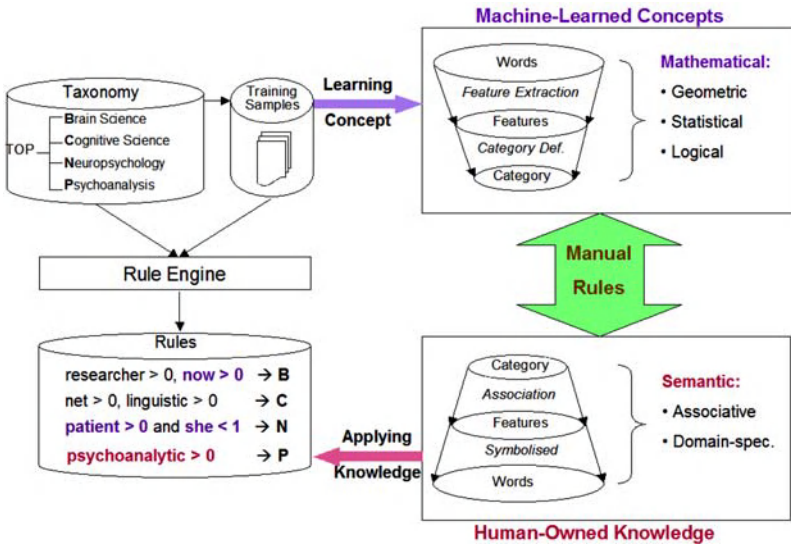 Machine-Learned Concepts
Taxonomy
TOP
Brain Science
Cognitive Science
Neuropsychology
Psychoanalysis
Training
Samples
Learning
Concept
Words
Feature Extraction
Features
Category Def.
Category
Mathematical:
• Geometric
• Statistical
• Logical
Rule Engine
Manual
Rules
Rules
researcher > 0, now > 0 → B
net > 0, linguistic > 0 → C
patient > 0 and she < 1 → N
psychoanalytic > 0 → P
Applying
Knowledge
Category
Association
Features
Symbolised
Words
Semantic:
• Associative
• Domain-spec.
Human-Owned Knowledge